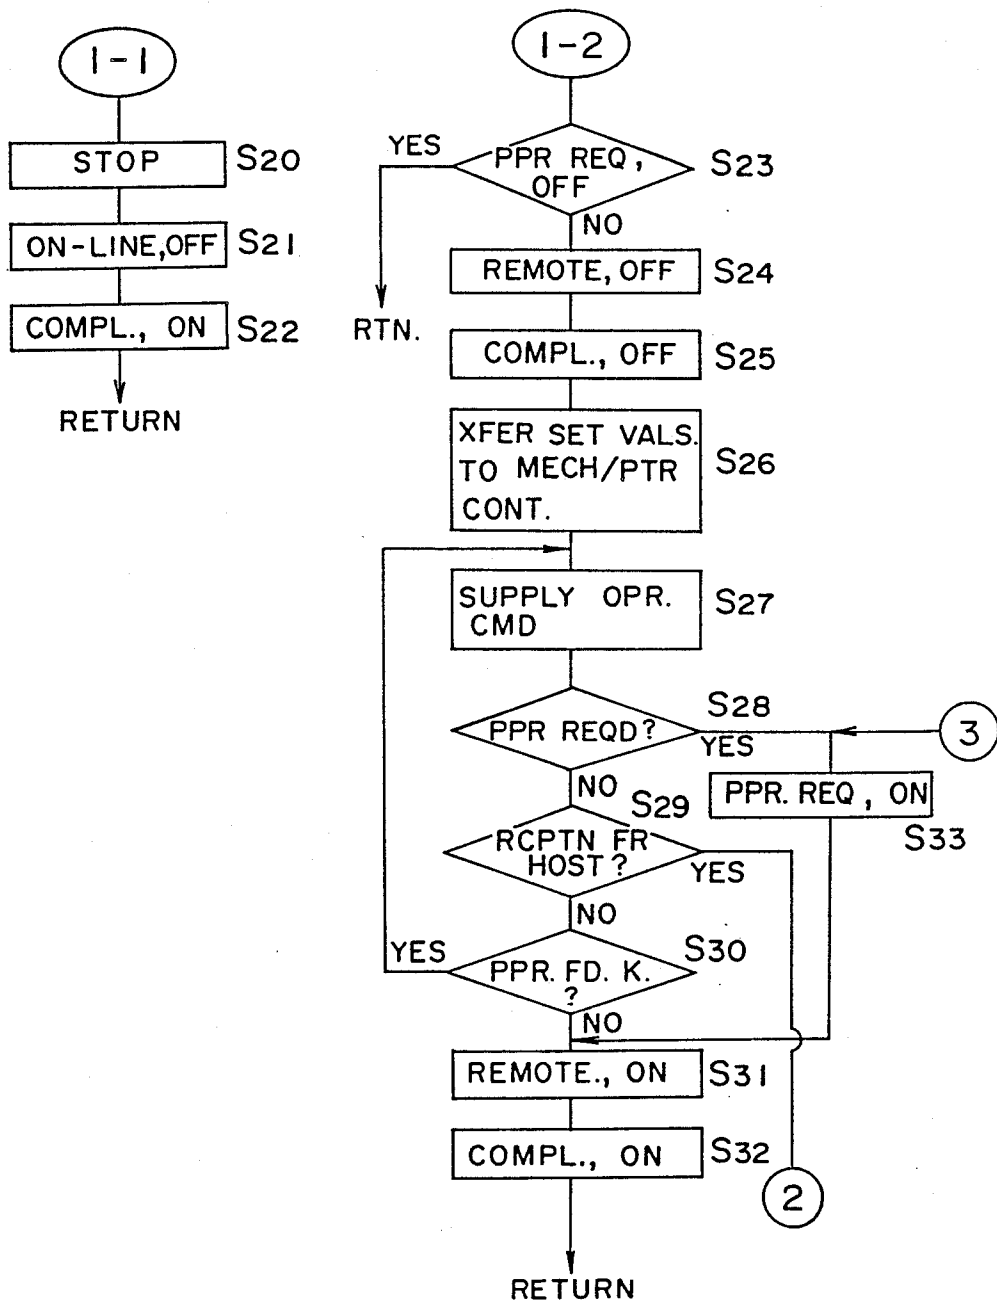 1-1
STOP
S20
ON-LINE,OFF
S21
COMPL., ON
S22
RETURN
1-2
PPR REQ,
OFF
S23
YES
RTN.
NO
REMOTE, OFF
S24
COMPL., OFF
S25
XFER SET VALS.
TO MECH/PTR
CONT.
S26
SUPPLY OPR.
CMD
S27
PPR REQD?
S28
YES
3
NO
PPR. REQ, ON
S33
S29
RCPTN FR
HOST?
YES
NO
S30
YES
PPR. FD. K.
?
NO
REMOTE., ON
S31
COMPL., ON
S32
2
RETURN